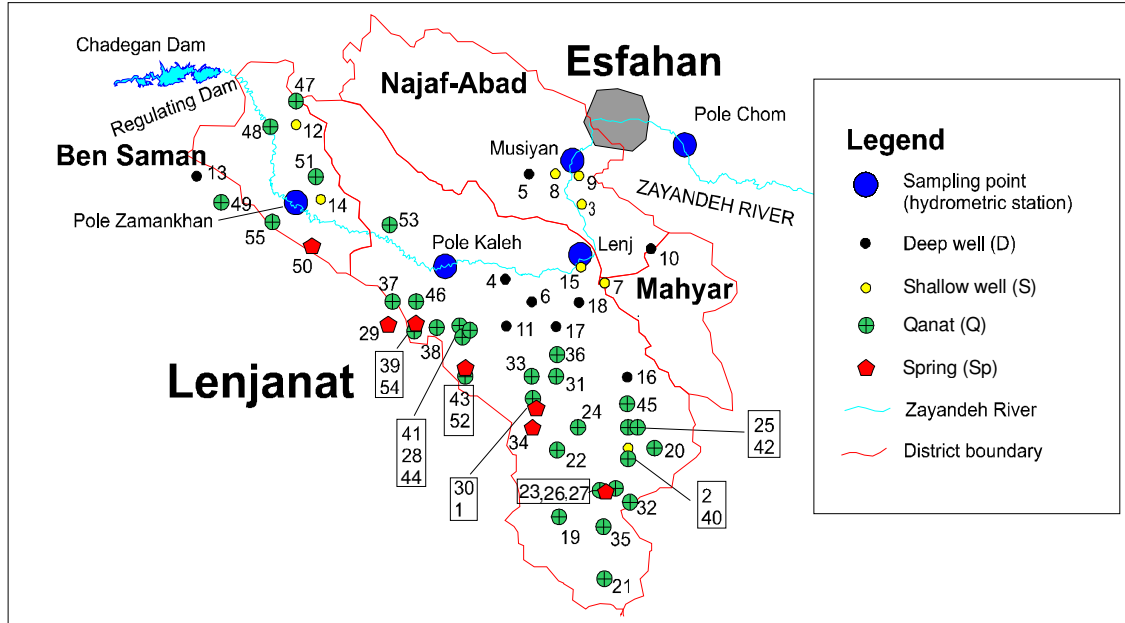 Chadegan Dam
Regulating Dam
47
Najaf-Abad
Esfahan
Pole Chom
48
12
Ben Saman
13
51
Musiyan
5
8
9
ZAYANDEH RIVER
49
14
3
Pole Zamankhan
55
53
50
Pole Kaleh
Lenj
10
4
15
7
Mahyar
37
46
6
18
29
38
11
17
39
54
36
Lenjanat
33
31
16
43
52
45
24
25
42
41
28
44
34
22
20
30
1
23,26,27
2
40
32
19
35
21
Legend
Sampling point
(hydrometric station)
Deep well (D)
Shallow well (S)
Qanat (Q)
Spring (Sp)
Zayandeh River
District boundary